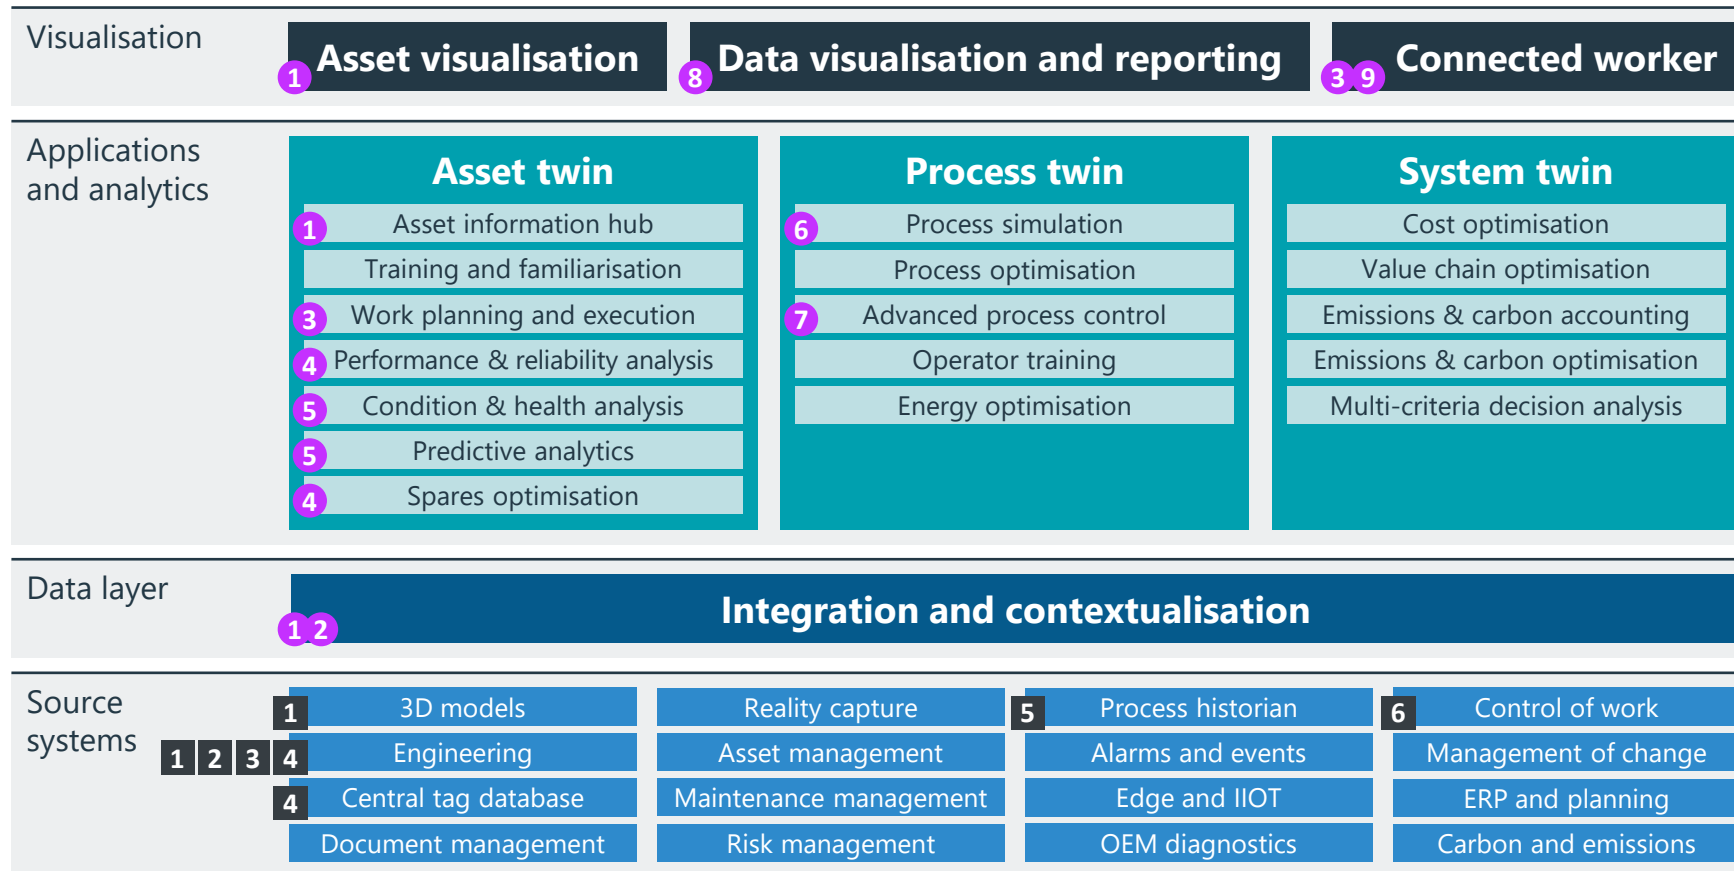 Visualisation
Asset visualisation
1
Data visualisation and reporting
8
Connected worker
3 9
Applications
and analytics
Asset twin
1 Asset information hub
Training and familiarisation
3 Work planning and execution
4 Performance & reliability analysis
5 Condition & health analysis
5 Predictive analytics
4 Spares optimisation
Process twin
6 Process simulation
Process optimisation
7 Advanced process control
Operator training
Energy optimisation
System twin
Cost optimisation
Value chain optimisation
Emissions & carbon accounting
Emissions & carbon optimisation
Multi-criteria decision analysis
Data layer
Integration and contextualisation
1 2
Source
systems
1 3D models
1 2 3 4 Engineering
4 Central tag database
Document management
Reality capture
Asset management
Maintenance management
Risk management
5 Process historian
Alarms and events
Edge and IIOT
OEM diagnostics
6 Control of work
Management of change
ERP and planning
Carbon and emissions